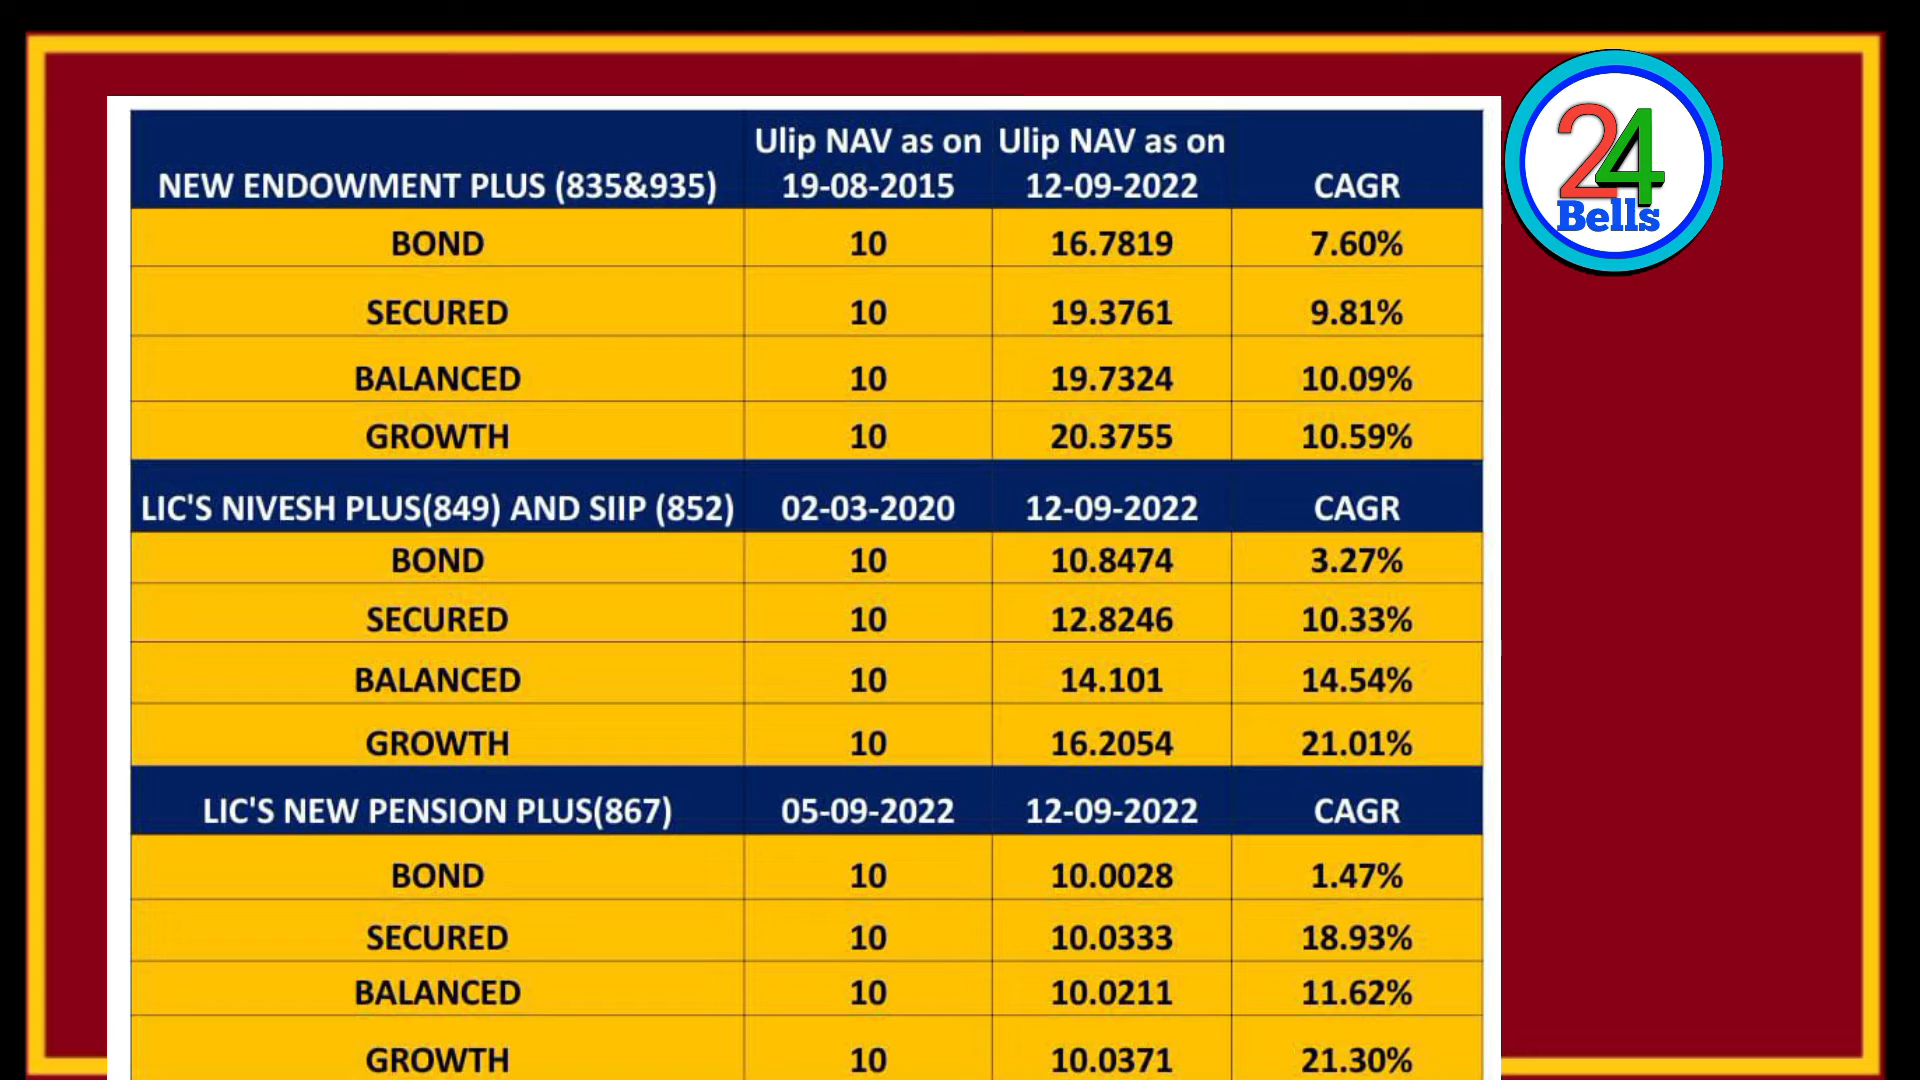 Ulip NAV as on Ulip NAV as on
NEW ENDOWMENT PLUS (835&935) 19-08-2015 12-09-2022 CAGR
BOND 10 16.7819 7.60%
SECURED 10 19.3761 9.81%
BALANCED 10 19.7324 10.09%
GROWTH 10 20.3755 10.59%
LIC'S NIVESH PLUS(849) AND SIIP (852) 02-03-2020 12-09-2022 CAGR
BOND 10 10.8474 3.27%
SECURED 10 12.8246 10.33%
BALANCED 10 14.101 14.54%
GROWTH 10 16.2054 21.01%
LIC'S NEW PENSION PLUS(867) 05-09-2022 12-09-2022 CAGR
BOND 10 10.0028 1.47%
SECURED 10 10.0333 18.93%
BALANCED 10 10.0211 11.62%
GROWTH 10 10.0371 21.30%
24
Bells